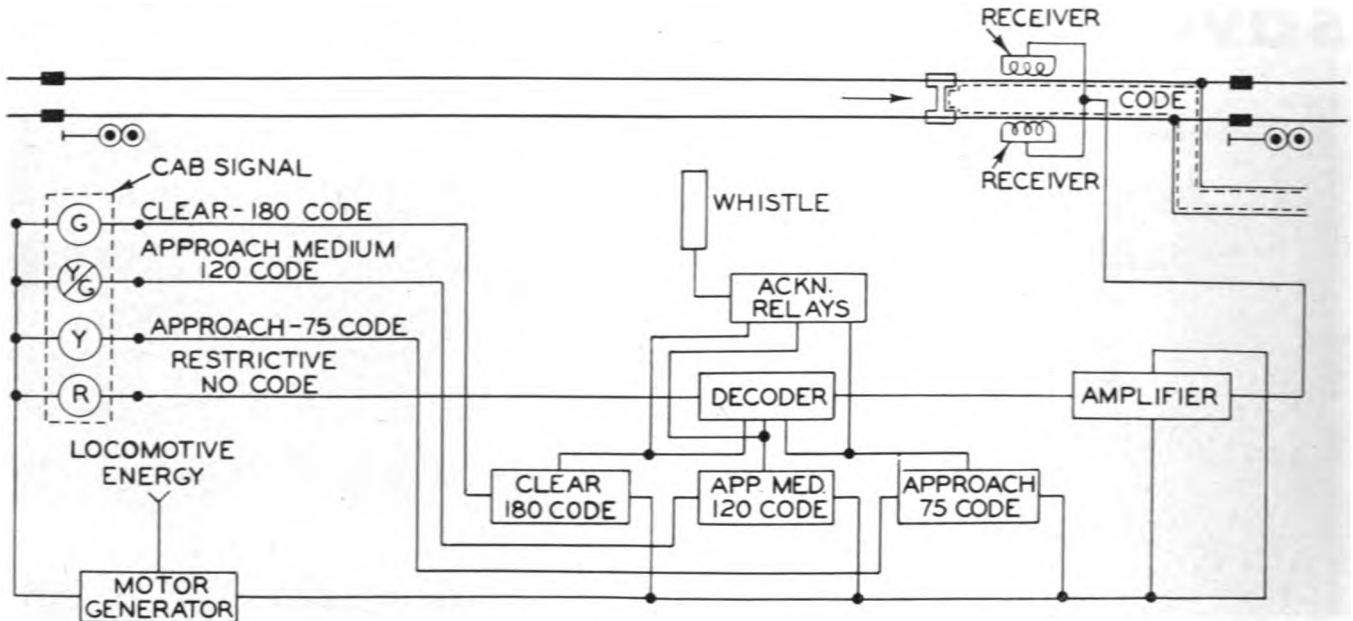 RECEIVER
CODE
RECEIVER
CAB SIGNAL
WHISTLE
G
CLEAR-180 CODE
APPROACH MEDIUM
120 CODE
Y/G
ACKN.
RELAYS
Y
APPROACH-75 CODE
RESTRICTIVE
NO CODE
R
DECODER
AMPLIFIER
LOCOMOTIVE
ENERGY
CLEAR
180 CODE
APP. MED.
120 CODE
APPROACH
75 CODE
MOTOR
GENERATOR